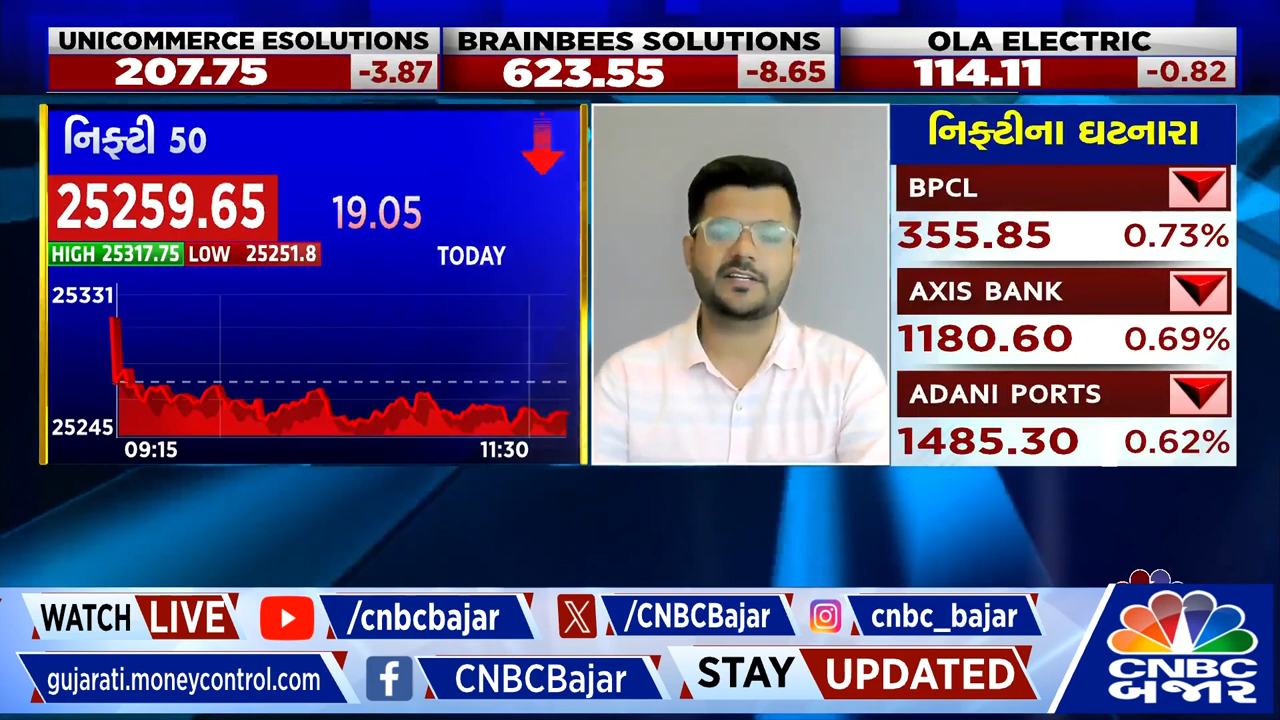 UNICOMMERCE ESOLUTIONS
207.75 -3.87
BRAINBEES SOLUTIONS
623.55 -8.65
OLA ELECTRIC
114.11 -0.82
નિફ્ટી 50
25259.65 19.05
HIGH 25317.75 LOW 25251.8
TODAY
25331
25245
09:15 11:30
નિફ્ટીના ઘટનારા
BPCL
355.85 0.73%
AXIS BANK
1180.60 0.69%
ADANI PORTS
1485.30 0.62%
WATCH LIVE /cnbcbajar /CNBCBajar cnbc_bajar
gujarati.moneycontrol.com CNBCBajar STAY UPDATED
CNBC
બજાર